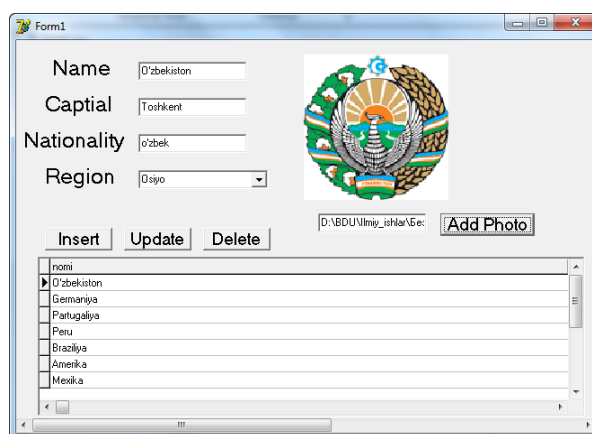 Form1
Name O'zbekiston
Captial Toshkent
Nationality o'zbek
Region Osiyo
D:\BDU\Ilmiy_ishlar\Бе
Add Photo
Insert Update Delete
nomi
O'zbekiston
Germaniya
Partugaliya
Peru
Braziliya
Amerika
Mexika